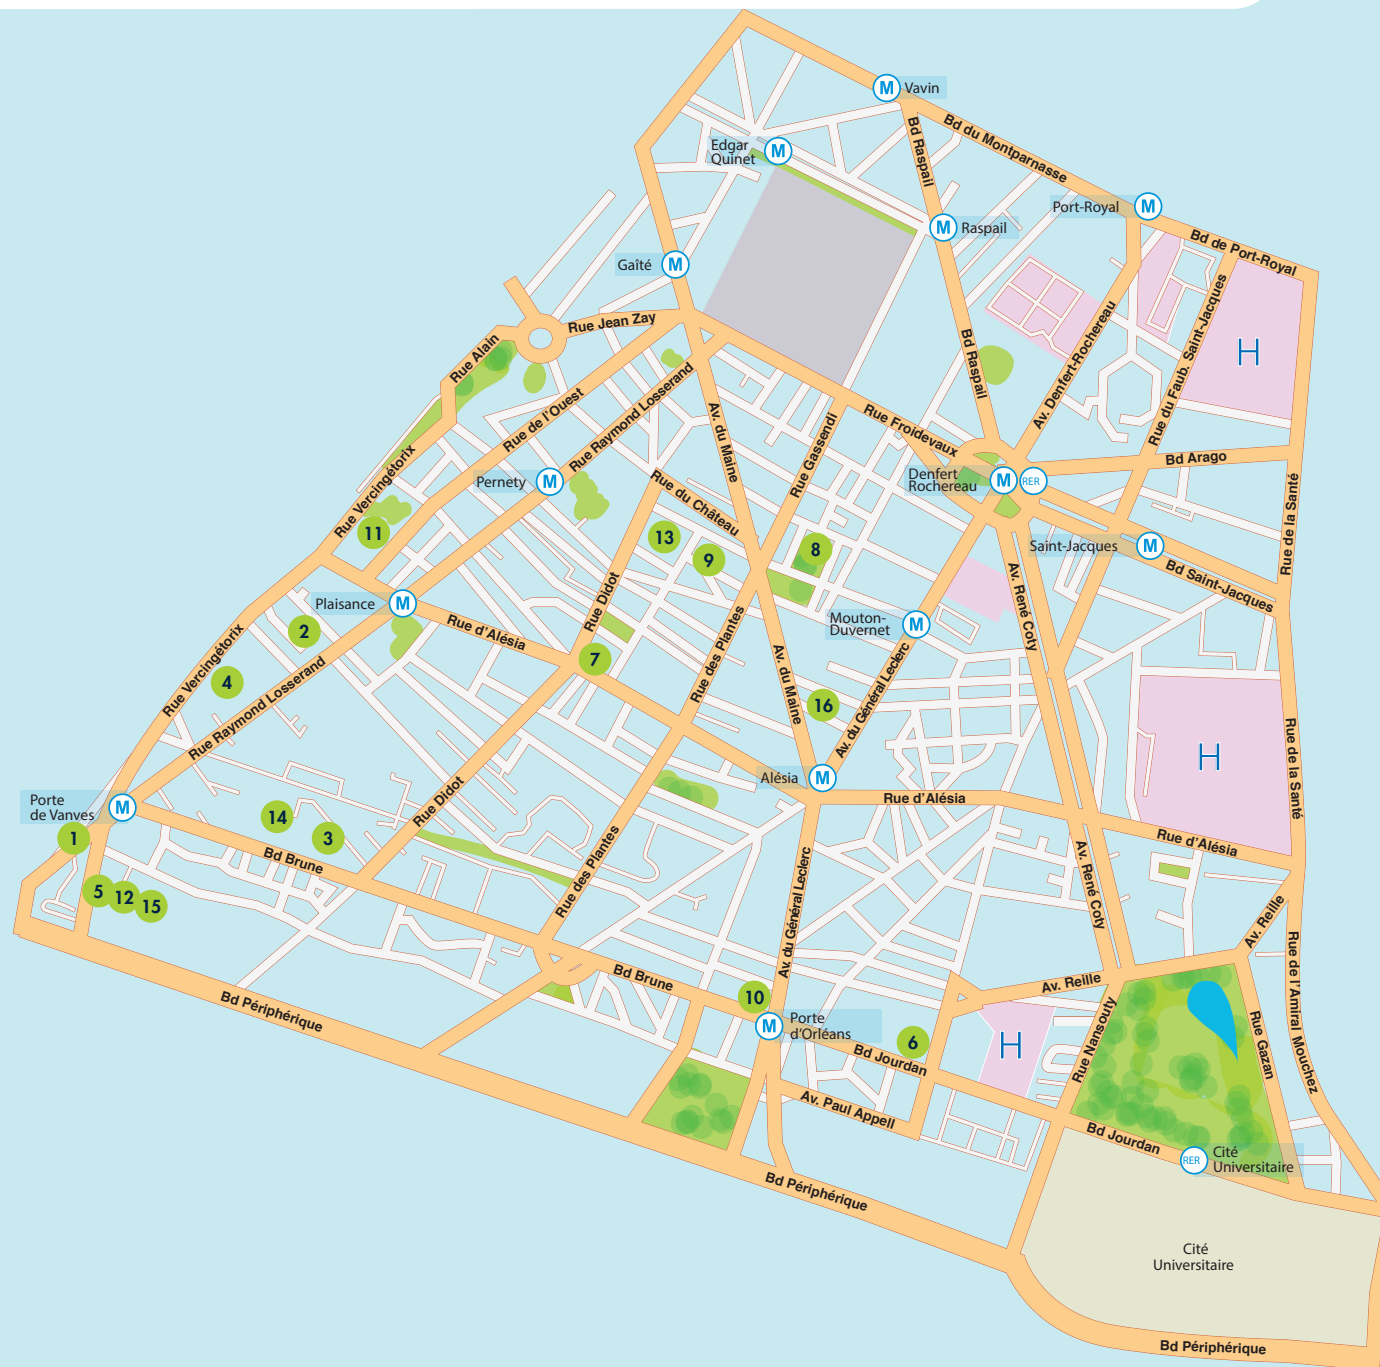 M
Vavin
Bd du Montparnasse
Bd Raspail
Edgar
Quinet
M
Port-Royal
M
M
Raspail
Bd de Port-Royal
Gaîté
M
Rue Jean Zay
Rue Alain
Bd Raspail
Av. Denfert-Rochereau
Rue du Faub. Saint-Jacques
H
Rue de l'Ouest
Rue Raymond Losserand
Av. du Maine
Rue Gassendi
Rue Froidevaux
Bd Arago
Denfert
Rochereau
M
RER
Pernety
M
Rue du Château
Rue Vercingétorix
11
13
9
8
Saint-Jacques
M
Bd Saint-Jacques
Rue de la Santé
Av. René Coty
Plaisance
M
Rue d'Alésia
Rue Didot
Rue des Plantes
Mouton-
Duvernet
M
2
7
4
Rue Vercingétorix
Rue Raymond Losserand
Av. du Maine
16
Av. du Général Leclerc
H
Rue de la Santé
Alésia
M
Rue d'Alésia
Rue d'Alésia
Porte
de Vanves
M
1
14
3
Rue Didot
Bd Brune
Rue des Plantes
Av. du Général Leclerc
Av. René Coty
5
12
15
Av. Reille
Rue de l'Amiral Mouchez
Bd Brune
10
Av. Reille
Porte
d'Orléans
M
Bd Jourdan
6
H
Rue Nansouty
Rue Gazan
Bd Périphérique
Av. Paul Appell
Bd Jourdan
RER
Cité
Universitaire
Bd Périphérique
Cité
Universitaire
Bd Périphérique